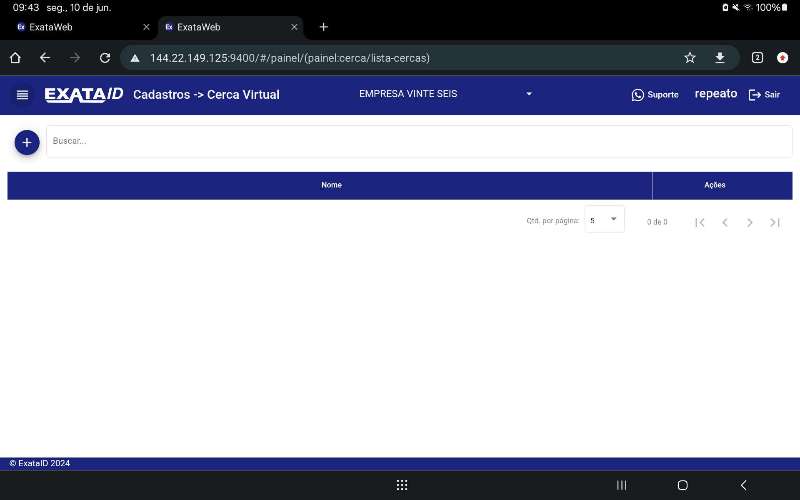 09:43 seg., 10 de jun. 100%
Ex ExataWeb
Ex ExataWeb
144.22.149.125:9400/#/painel/(painel:cerca/lista-cercas) 2
EXATAID Cadastros -> Cerca Virtual EMPRESA VINTE SEIS Suporte repeato Sair
+ Buscar...
Nome Ações
Qtd. por página: 5 0 de 0
© ExataID 2024